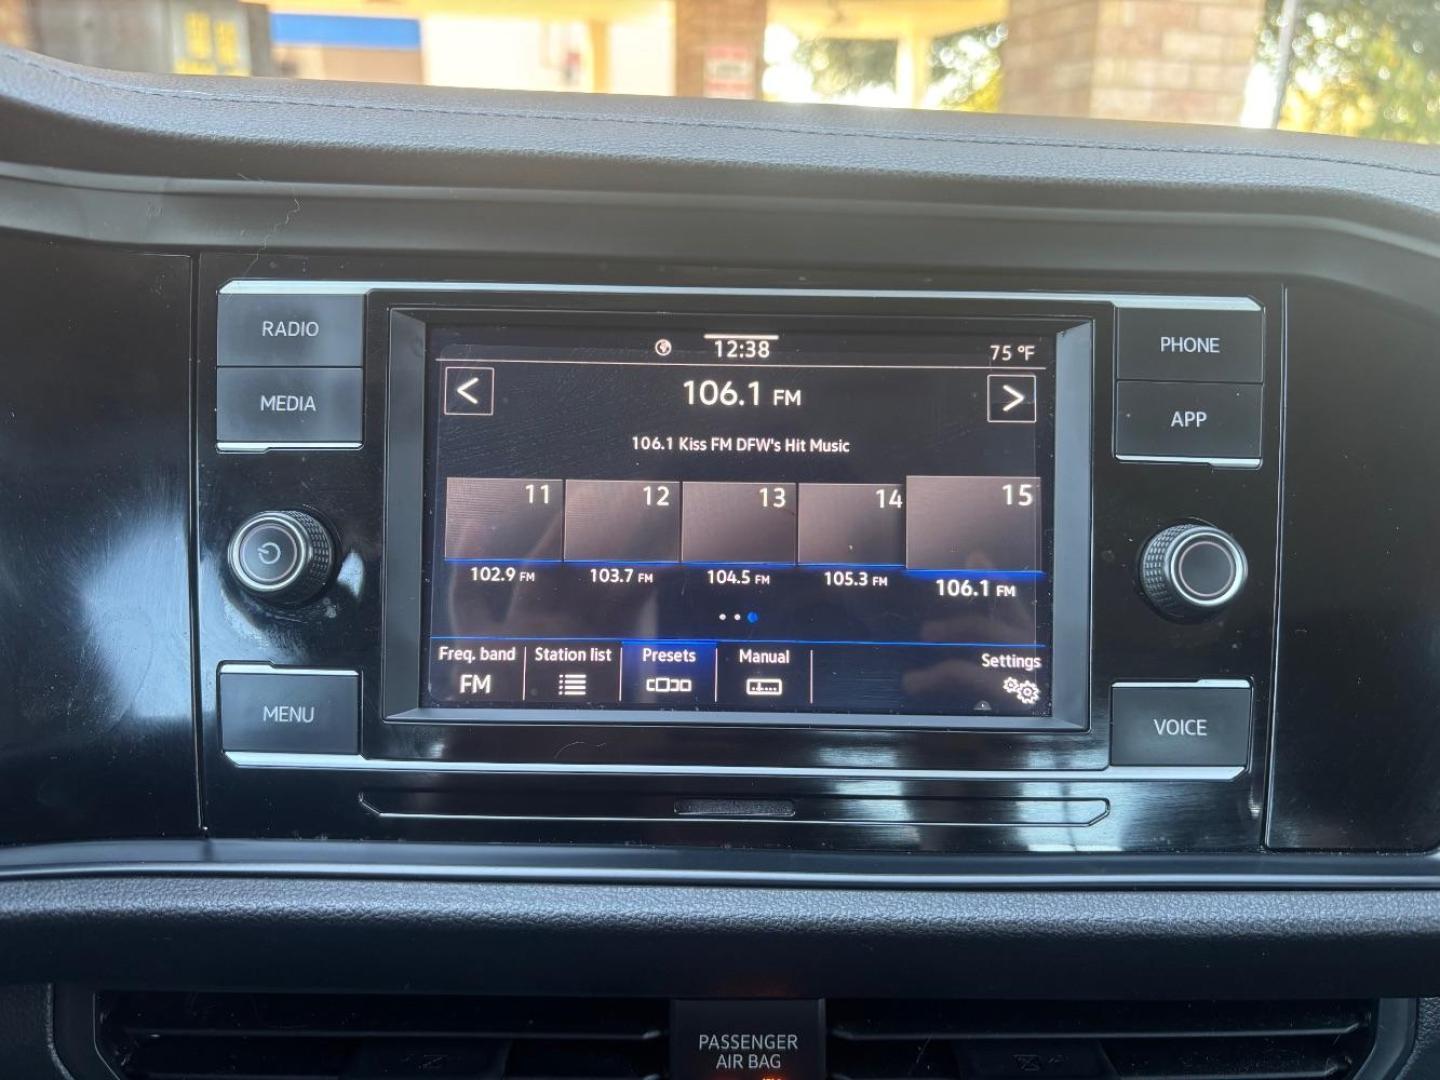 RADIO
MEDIA
MENU
12:38
75 °F
<
106.1 FM
>
106.1 Kiss FM DFW's Hit Music
11
12
13
14
15
102.9 FM
103.7 FM
104.5 FM
105.3 FM
106.1 FM
Freq. band
Station list
Presets
Manual
Settings
FM
PHONE
APP
VOICE
PASSENGER
AIR BAG